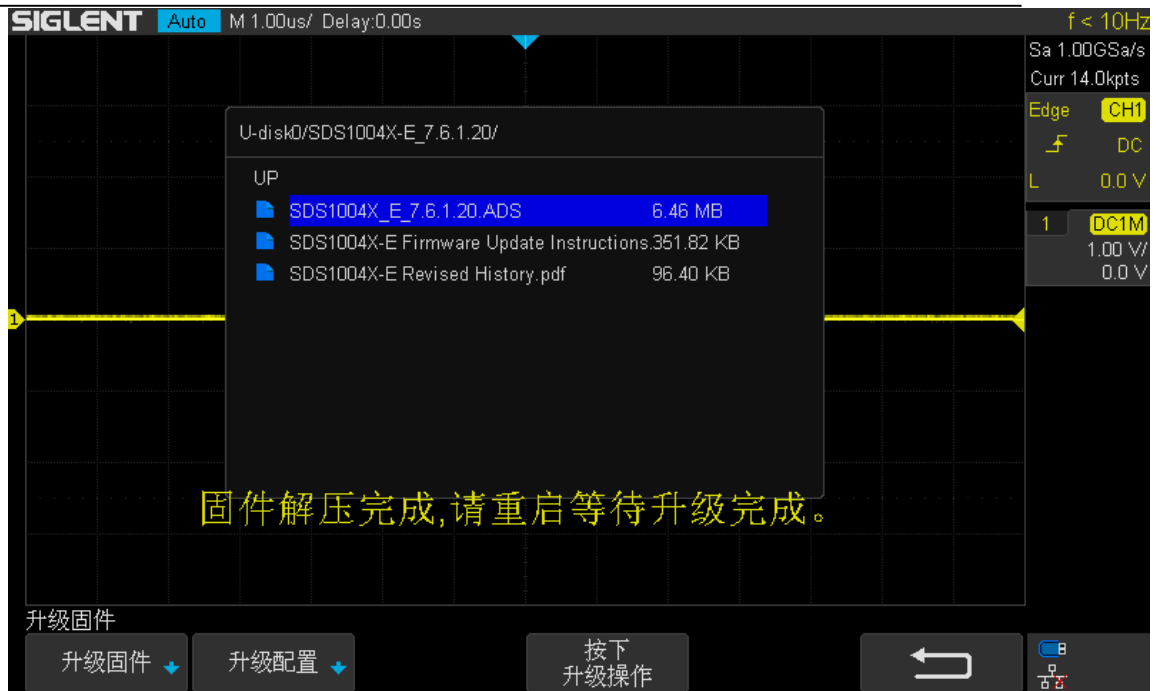 SIGLENT Auto M 1.00us/ Delay:0.00s f < 10Hz
Sa 1.00GSa/s
Curr 14.0kpts
Edge CH1
DC
L 0.0 V
1 DC1M
1.00 V/
0.0 V
U-disk0/SDS1004X-E_7.6.1.20/
UP
SDS1004X_E_7.6.1.20.ADS 6.46 MB
SDS1004X-E Firmware Update Instructions.351.82 KB
SDS1004X-E Revised History.pdf 96.40 KB
1
固件解压完成,请重启等待升级完成。
升级固件
升级固件 升级配置 按下
升级操作